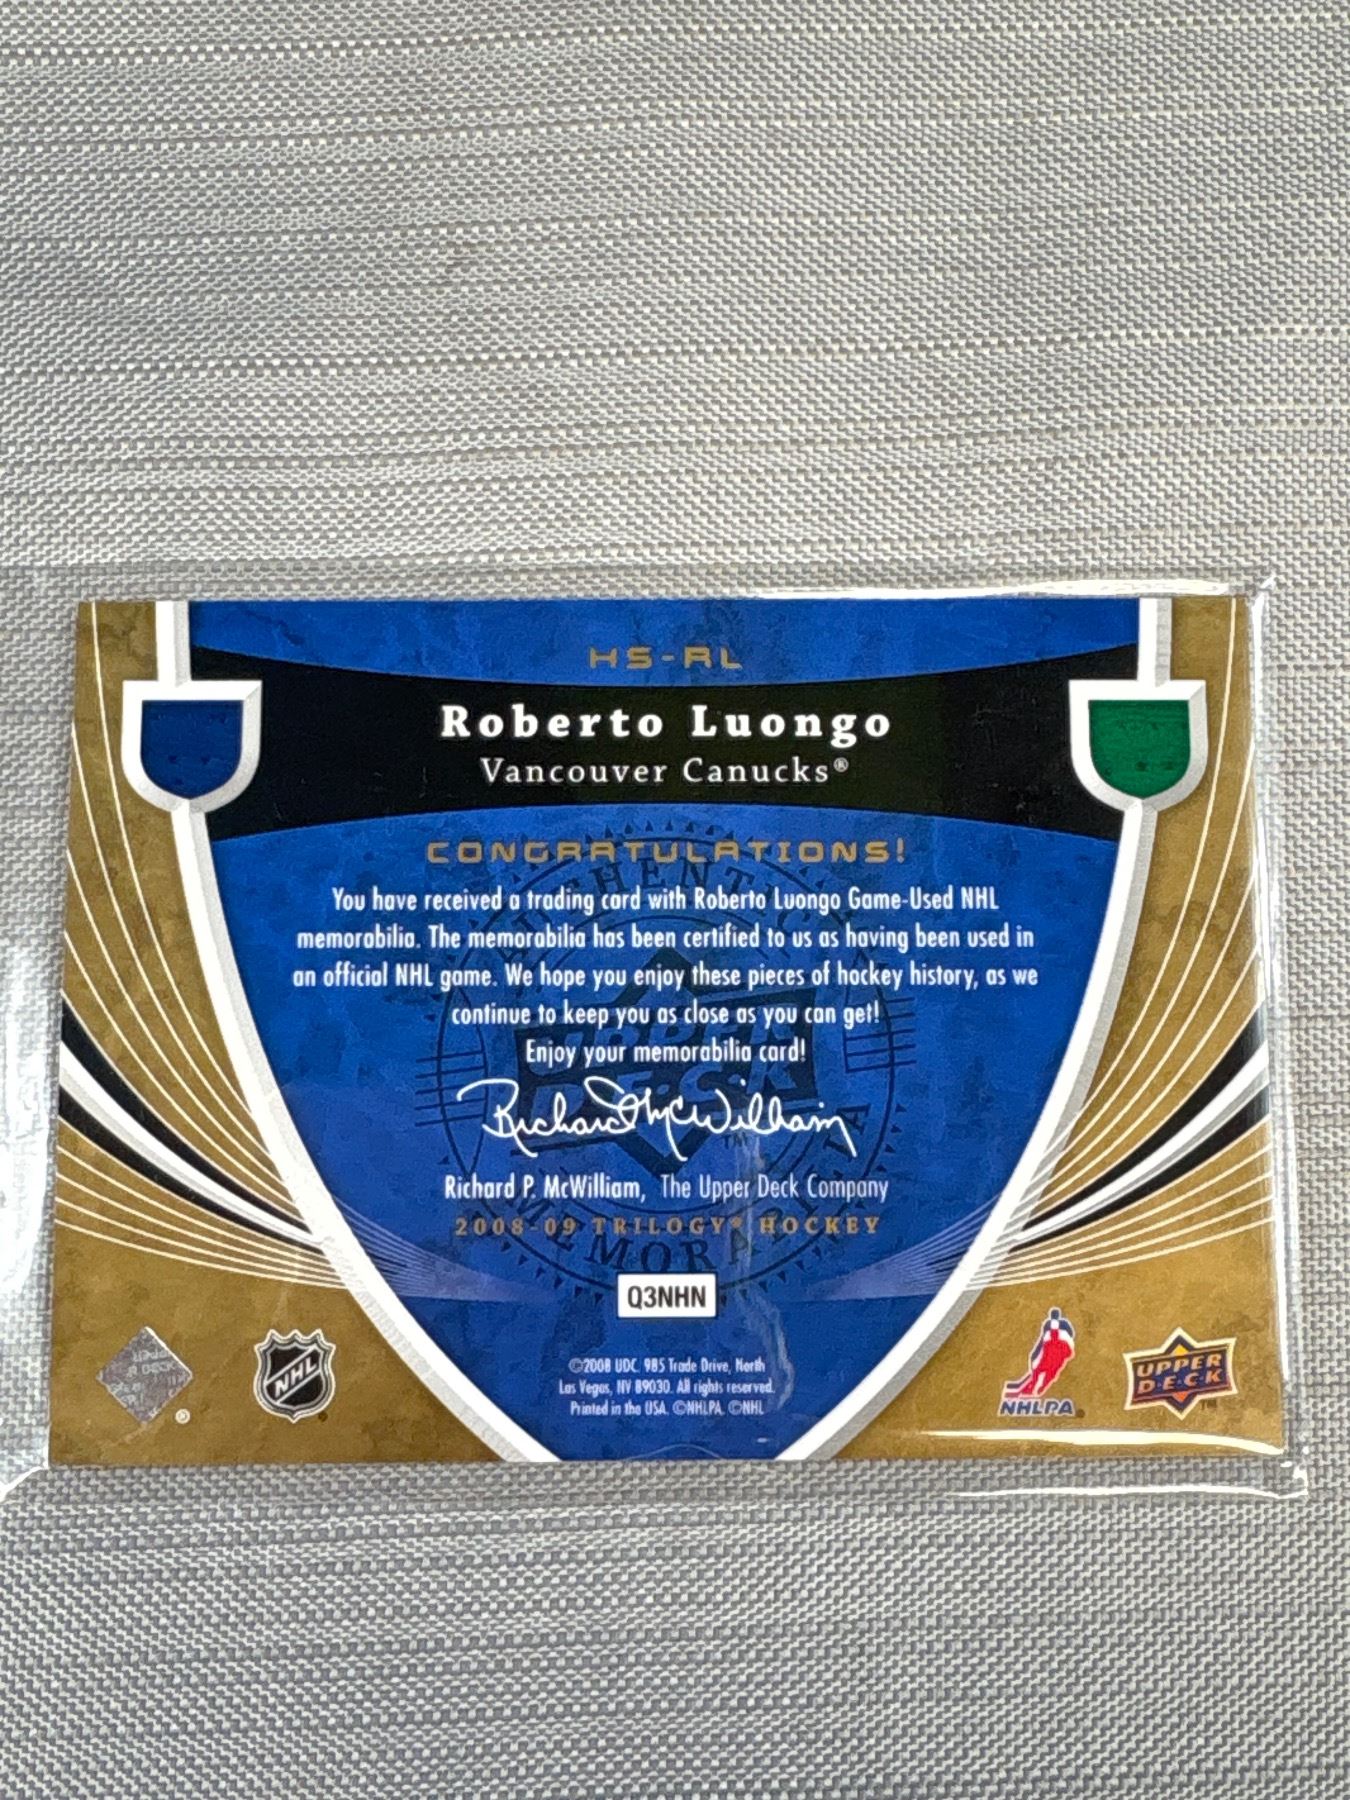 HS-RL
Roberto Luongo
Vancouver Canucks®
CONGRATULATIONS!
You have received a trading card with Roberto Luongo Game-Used NHL
memorabilia. The memorabilia has been certified to us as having been used in
an official NHL game. We hope you enjoy these pieces of hockey history, as we
continue to keep you as close as you can get!
Enjoy your memorabilia card!
Richard McWilliam
Richard P. McWilliam, The Upper Deck Company
2008-09 TRILOGY® HOCKEY
AUTHENTIC
UPPER
DECK™
MEMORABILIA
Q3NHN
©2008 UDC. 985 Trade Drive, North
Las Vegas, NV 89030. All rights reserved.
Printed in the USA. ©NHLPA. ©NHL
NHL
NHLPA
UPPER
DECK™